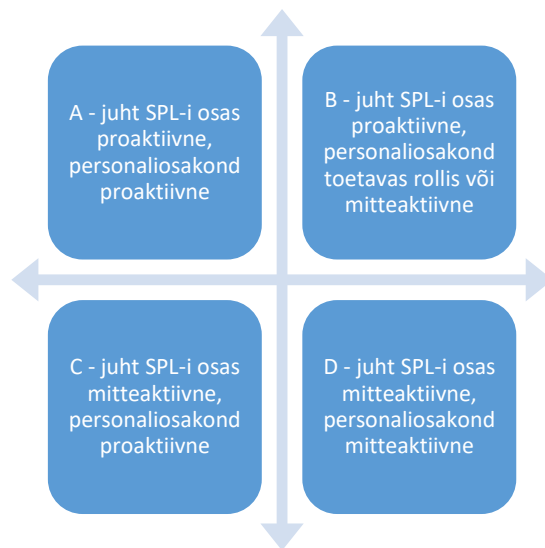 A - juht SPL-i osas
proaktiivne,
personaliosakond
proaktiivne
B - juht SPL-i osas
proaktiivne,
personaliosakond
toetavas rollis või
mitteaktiivne
C - juht SPL-i osas
mitteaktiivne,
personaliosakond
proaktiivne
D - juht SPL-i osas
mitteaktiivne,
personaliosakond
mitteaktiivne